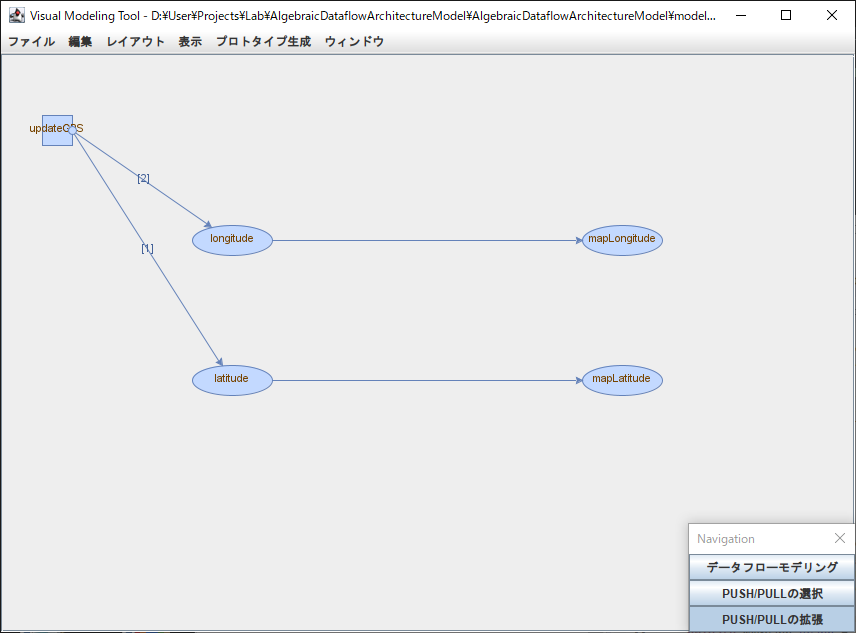 Visual Modeling Tool - D:¥User¥Projects¥Lab¥AlgebraicDataflowArchitectureModel¥AlgebraicDataflowArchitectureModel¥model...
ファイル 編集 レイアウト 表示 プロトタイプ生成 ウィンドウ
updateGPS
[2]
longitude
mapLongitude
[1]
latitude
mapLatitude
Navigation
データフローモデリング
PUSH/PULLの選択
PUSH/PULLの拡張